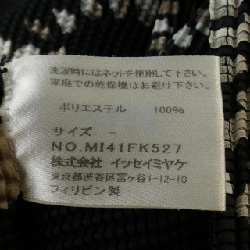 洗濯時にはネットを使用して下さい。
家庭での乾燥機はお避け下さい。
ポリエステル 100%
サイズ -
NO.MI41FK527
株式会社 イッセイミヤケ
東京都渋谷区富ヶ谷1-12-10
フィリピン製